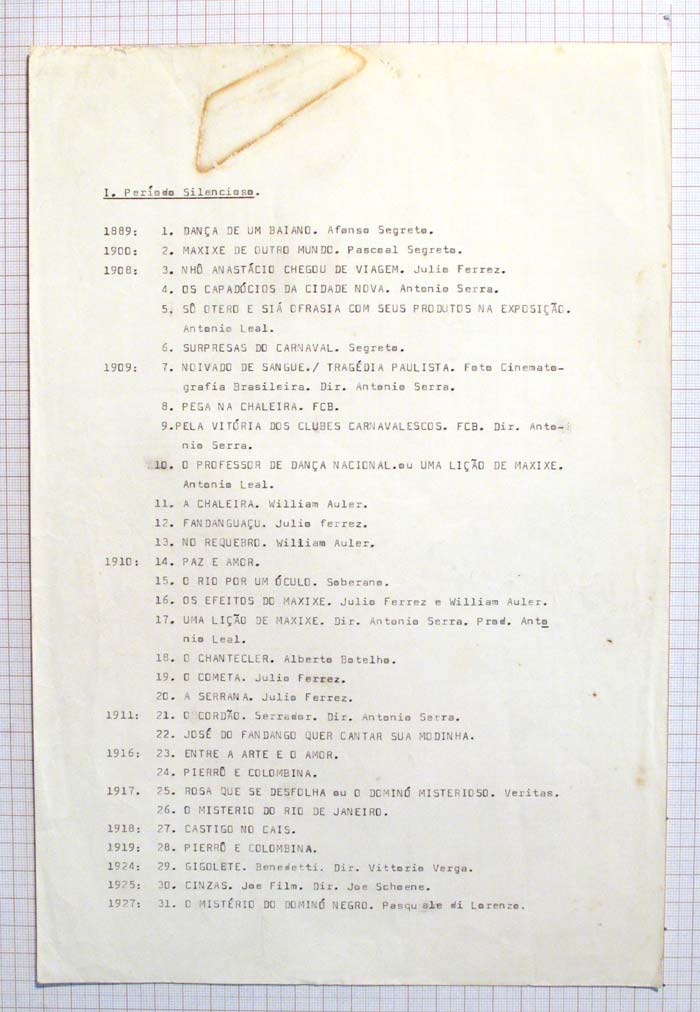 I. Período Silencioso.
1889: 1. DANÇA DE UM BAIANO. Afonso Segreto.
1900: 2. MAXIXE DE OUTRO MUNDO. Pascoal Segreto.
1908: 3. NHÔ ANASTÁCIO CHEGOU DE VIAGEM. Julio Ferrez.
4. OS CAPADÓCIOS DA CIDADE NOVA. Antonio Serra.
5. SÔ OTERO E SIÁ OFRASIA COM SEUS PRODUTOS NA EXPOSIÇÃO.
Antonio Leal.
6. SURPRESAS DO CARNAVAL. Segreto.
1909: 7. NOIVADO DE SANGUE./ TRAGÉDIA PAULISTA. Foto Cinemato-
grafia Brasileira. Dir. Antonio Serra.
8. PEGA NA CHALEIRA. FCB.
9.PELA VITÓRIA DOS CLUBES CARNAVALESCOS. FCB. Dir. Anto-
nio Serra.
10. O PROFESSOR DE DANÇA NACIONAL.ou UMA LIÇÃO DE MAXIXE.
Antonio Leal.
11. A CHALEIRA. William Auler.
12. FANDANGUAÇU. Julio ferrez.
13. NO REQUEBRO. William Auler.
1910: 14. PAZ E AMOR.
15. O RIO POR UM ÓCULO. Soberano.
16. OS EFEITOS DO MAXIXE. Julio Ferrez e William Auler.
17. UMA LIÇÃO DE MAXIXE. Dir. Antonio Serra. Prod. Anto
nio Leal.
18. O CHANTECLER. Alberto Botelho.
19. O COMETA. Julio Ferrez.
20. A SERRANA. Julio Ferrez.
1911: 21. O CORDÃO. Serrador. Dir. Antonio Serra.
22. JOSÉ DO FANDANGO QUER CANTAR SUA MODINHA.
1916: 23. ENTRE A ARTE E O AMOR.
24. PIERRÔ E COLOMBINA.
1917. 25. ROSA QUE SE DESFOLHA ou O DOMINÓ MISTERIOSO. Veritas.
26. O MISTERIO DO RIO DE JANEIRO.
1918: 27. CASTIGO NO CAIS.
1919: 28. PIERRÔ E COLOMBINA.
1924: 29. GIGOLETE. Benedetti. Dir. Vittorio Verga.
1925: 30. CINZAS. Joe Film. Dir. Joe Schoene.
1927: 31. O MISTÉRIO DO DOMINÓ NEGRO. Pasquale di Lorenzo.